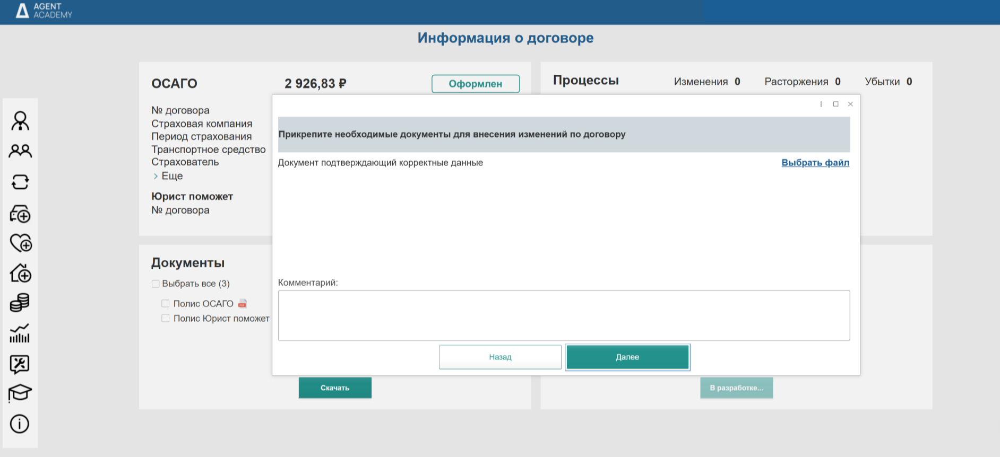 AGENT
ACADEMY
Информация о договоре
ОСАГО
2 926,83 ₽
Оформлен
№ договора
Страховая компания
Период страхования
Транспортное средство
Страхователь
Еще
Юрист поможет
№ договора
Процессы
Изменения 0
Расторжения 0
Убытки 0
Прикрепите необходимые документы для внесения изменений по договору
Документ подтверждающий корректные данные
Выбрать файл
Комментарий:
Назад
Далее
Документы
Выбрать все (3)
Полис ОСАГО
PDF
Полис Юрист поможет
Скачать
В разработке...